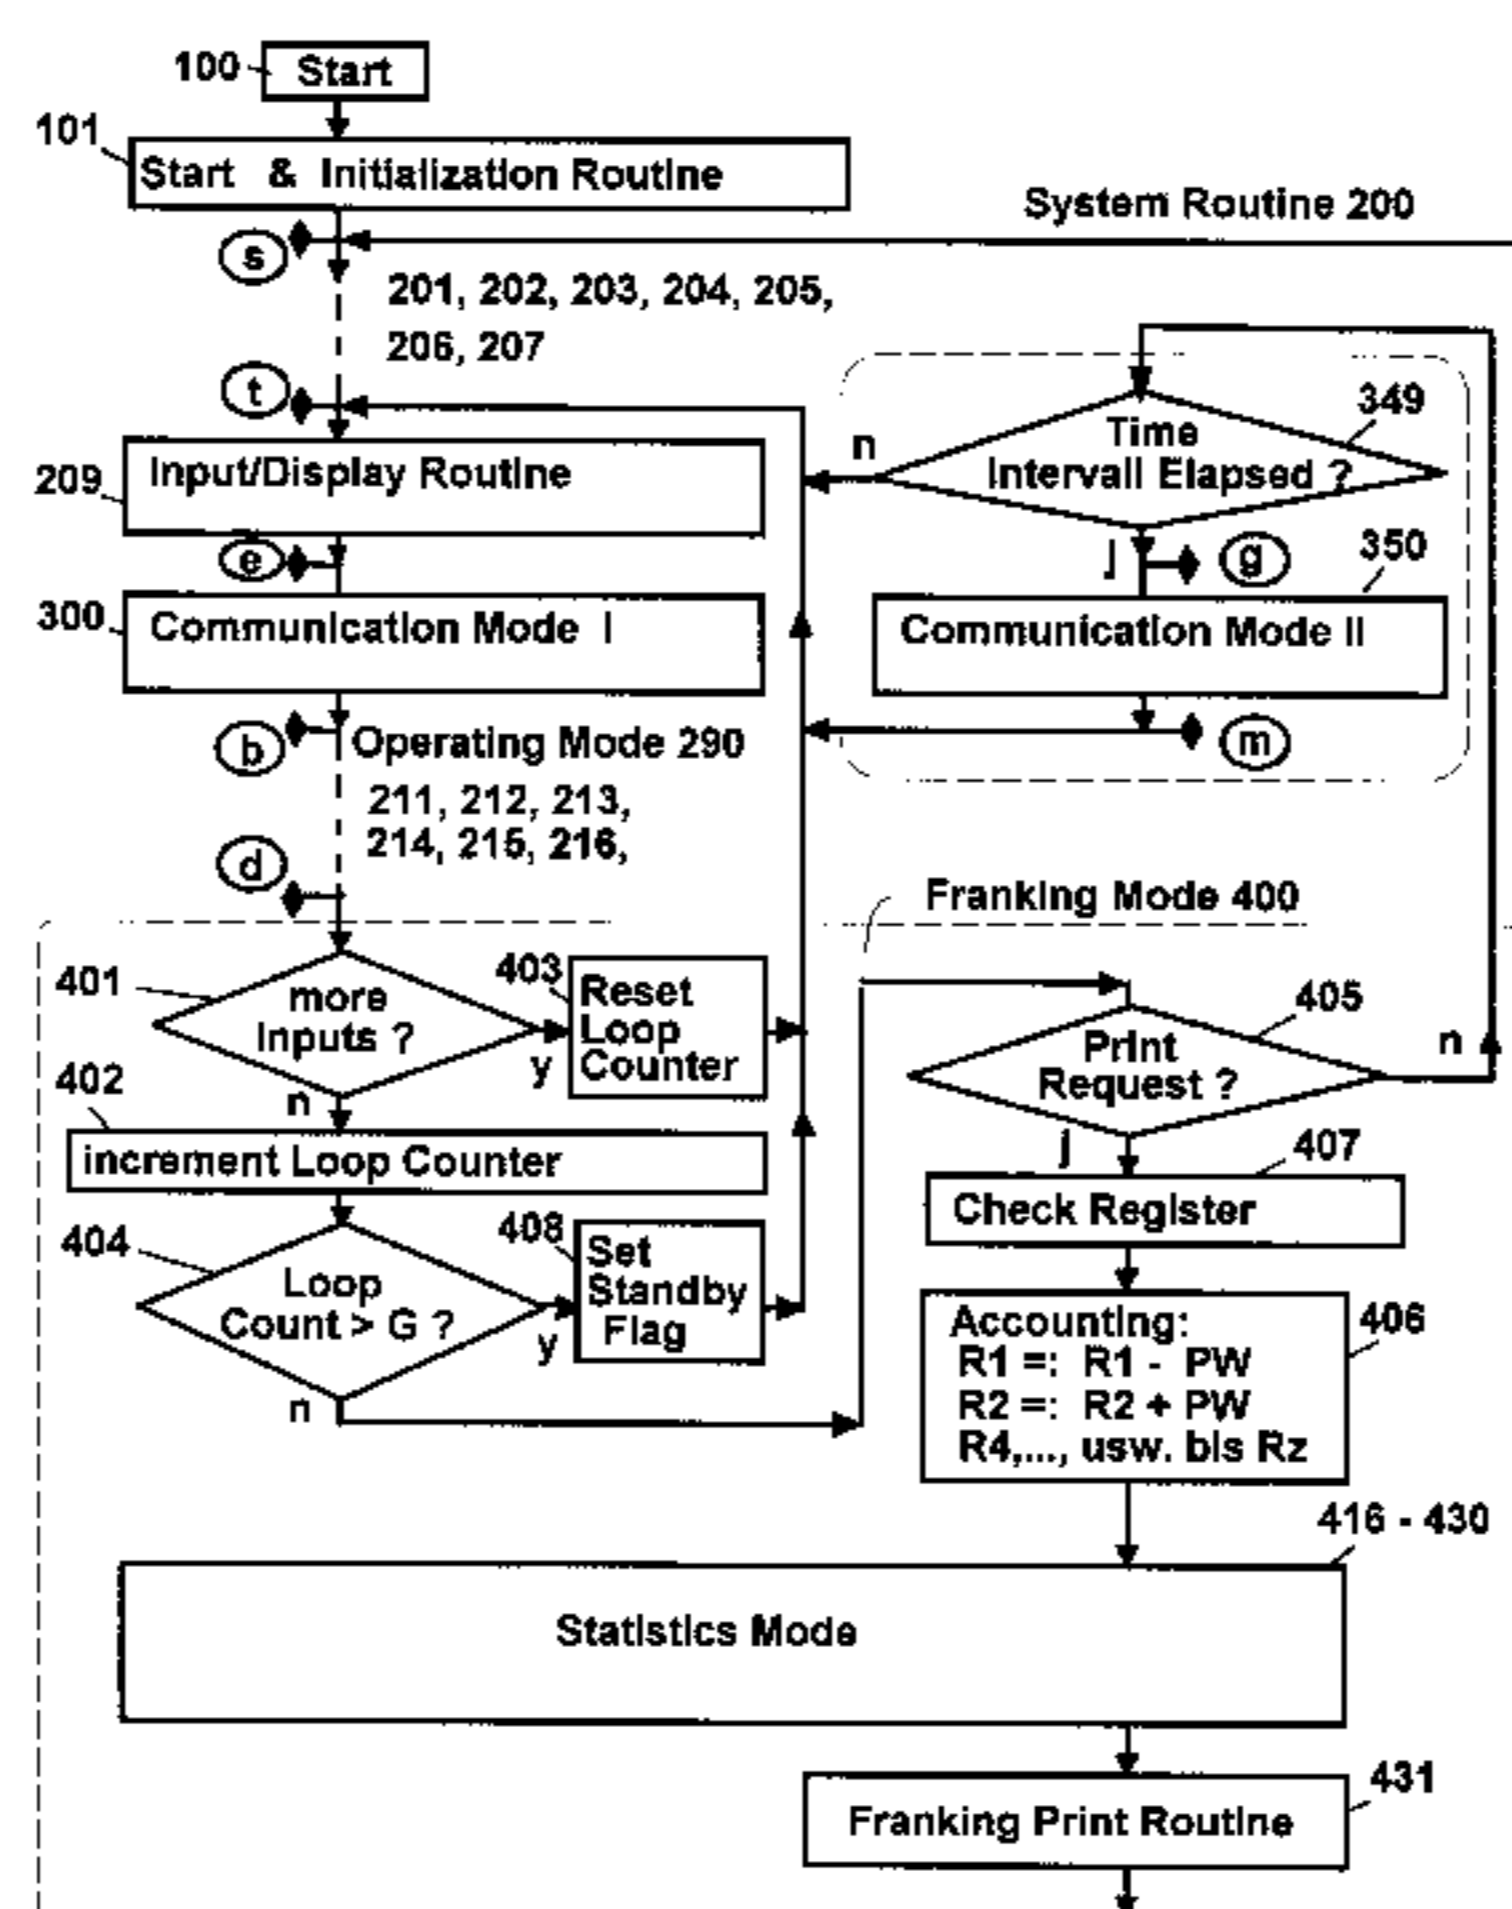 100 Start
101
Start & Initialization Routine
System Routine 200
s
201, 202, 203, 204, 205,
206, 207
t
349
Time
Intervall Elapsed ?
n
j
209
Input/Display Routine
e
g
350
300
Communication Mode I
Communication Mode II
b
m
Operating Mode 290
211, 212, 213,
214, 215, 216,
d
Franking Mode 400
401
more
Inputs ?
y
n
403
Reset
Loop
Counter
405
Print
Request ?
n
j
402
increment Loop Counter
407
Check Register
404
Loop
Count > G ?
y
n
408
Set
Standby
Flag
406
Accounting:
R1 =: R1 - PW
R2 =: R2 + PW
R4,..., usw. bis Rz
416 - 430
Statistics Mode
431
Franking Print Routine